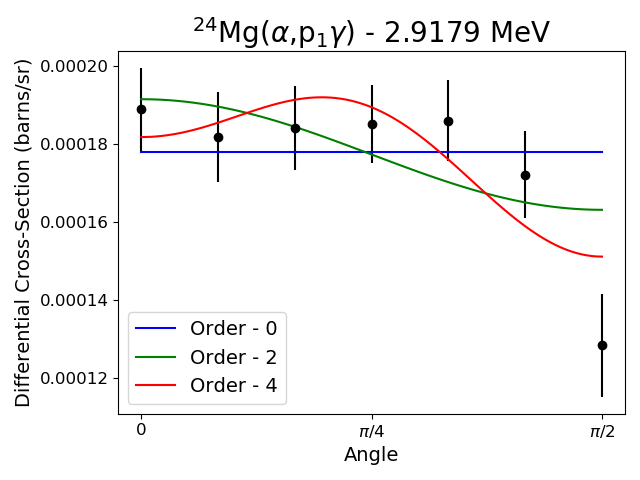 ²⁴Mg(α,p₁γ) - 2.9179 MeV
Differential Cross-Section (barns/sr)
0.00020
0.00018
0.00016
0.00014
0.00012
Order - 0
Order - 2
Order - 4
0
π/4
π/2
Angle